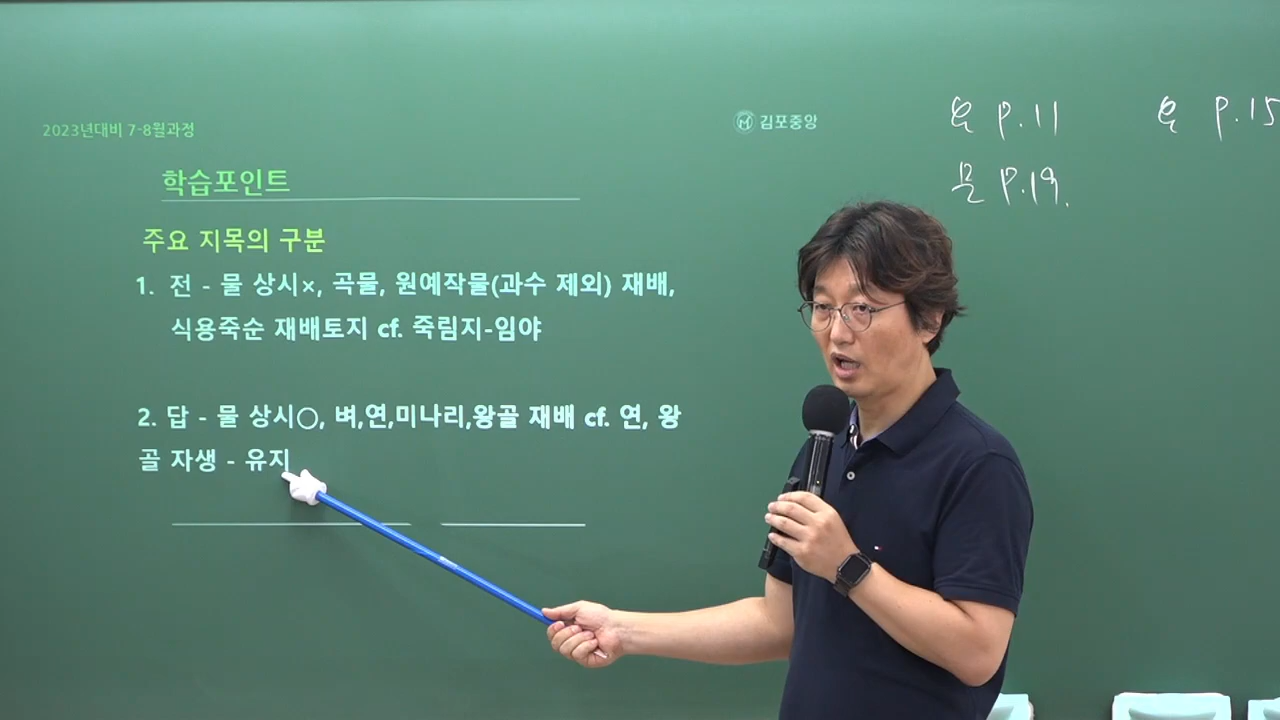 2023년대비 7-8월과정
김포중앙
요 P.11
요 P.15
문 P.19.
학습포인트
주요 지목의 구분
1. 전 - 물 상시×, 곡물, 원예작물(과수 제외) 재배,
식용죽순 재배토지 cf. 죽림지-임야
2. 답 - 물 상시○, 벼,연,미나리,왕골 재배 cf. 연, 왕
골 자생 - 유지